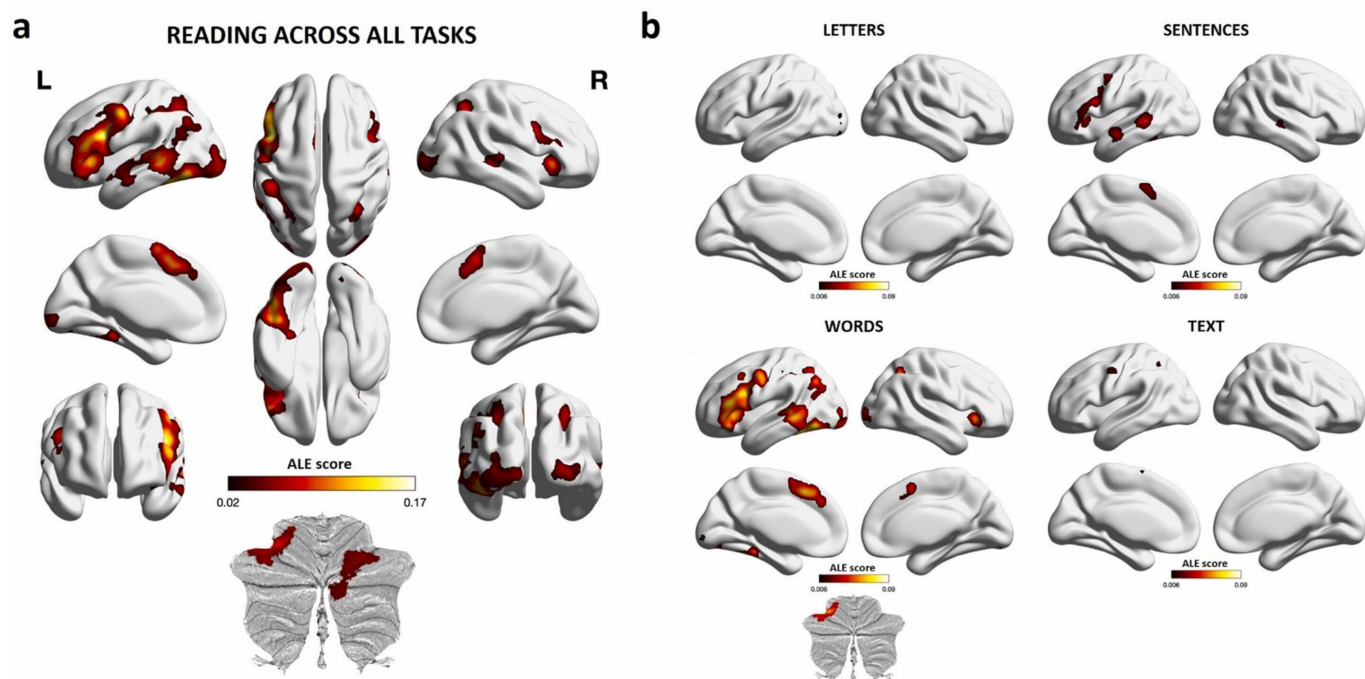 a
READING ACROSS ALL TASKS
L
R
ALE score
0.02
0.17
b
LETTERS
SENTENCES
ALE score
0.006
0.09
ALE score
0.006
0.09
WORDS
TEXT
ALE score
0.006
0.09
ALE score
0.006
0.09